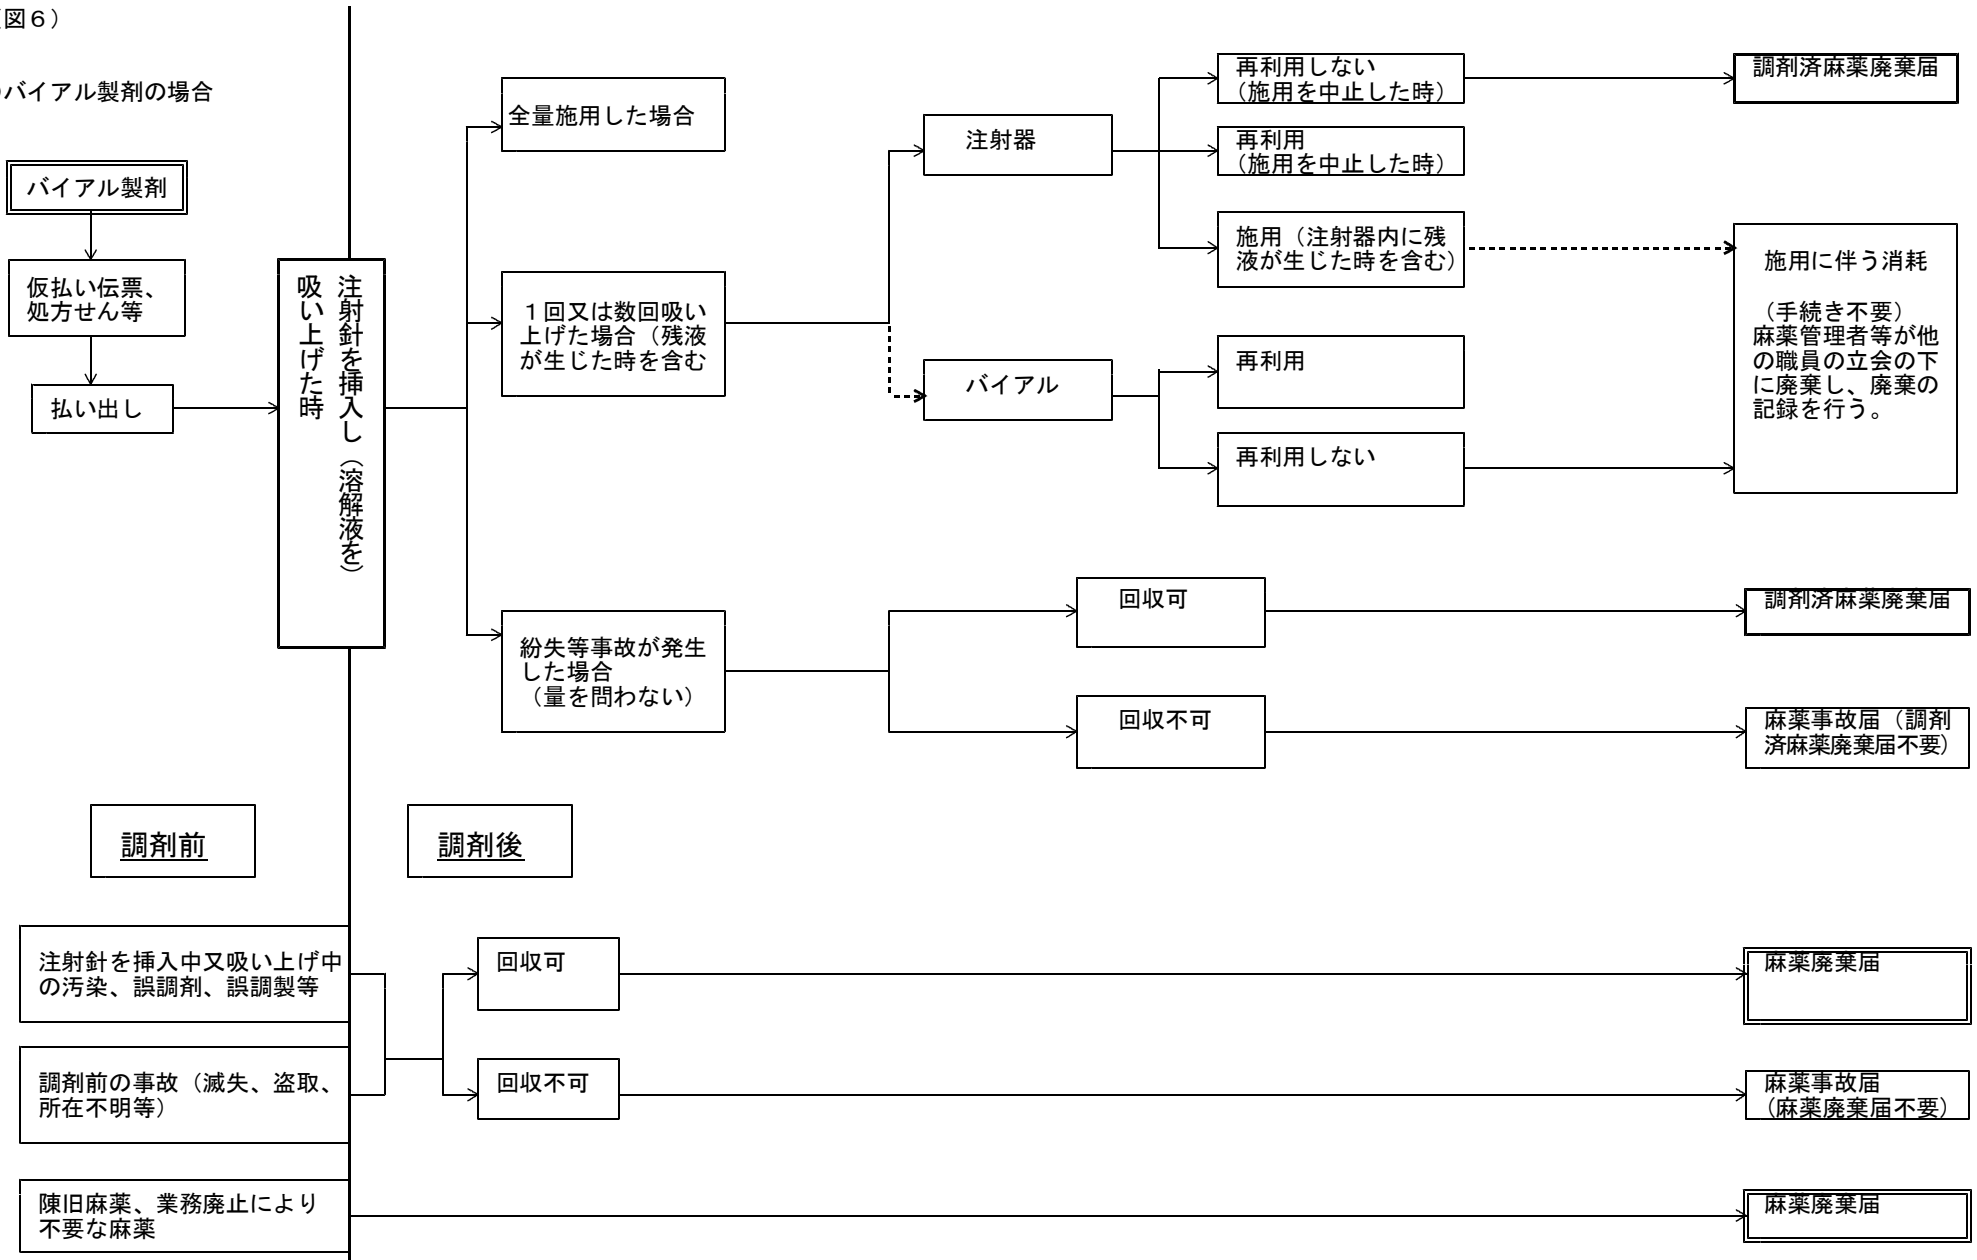 （図６）
バイアル製剤の場合
バイアル製剤
仮払い伝票、
処方せん等
払い出し
注射針を挿入し（溶解液を）
吸い上げた時
全量施用した場合
１回又は数回吸い
上げた場合（残液
が生じた時を含む
紛失等事故が発生
した場合
（量を問わない）
注射器
バイアル
再利用しない
（施用を中止した時）
再利用
（施用を中止した時）
施用（注射器内に残
液が生じた時を含む）
再利用
再利用しない
調剤済麻薬廃棄届
施用に伴う消耗
（手続き不要）
麻薬管理者等が他
の職員の立会の下
に廃棄し、廃棄の
記録を行う。
回収可
回収不可
調剤済麻薬廃棄届
麻薬事故届（調剤
済麻薬廃棄届不要）
調剤前
調剤後
注射針を挿入中又吸い上げ中
の汚染、誤調剤、誤調製等
調剤前の事故（滅失、盗取、
所在不明等）
回収可
回収不可
麻薬廃棄届
麻薬事故届
（麻薬廃棄届不要）
陳旧麻薬、業務廃止により
不要な麻薬
麻薬廃棄届